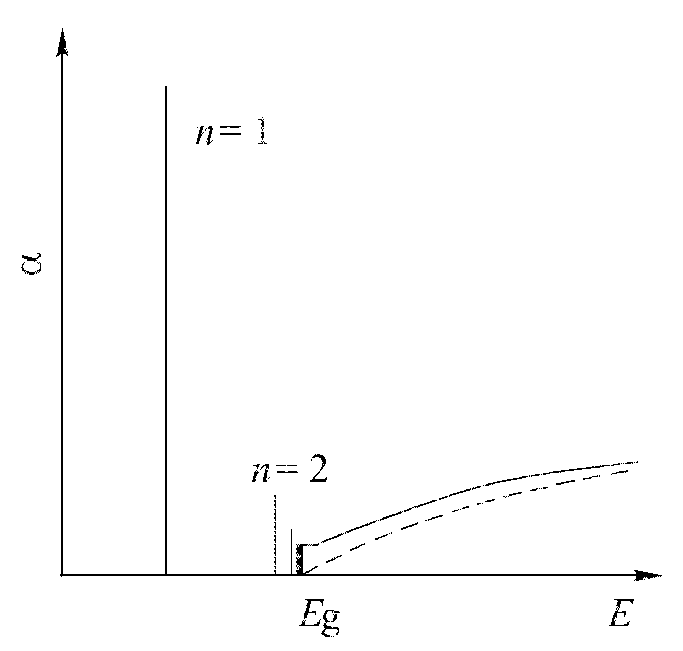 n = 1
α
n = 2
Eg
E